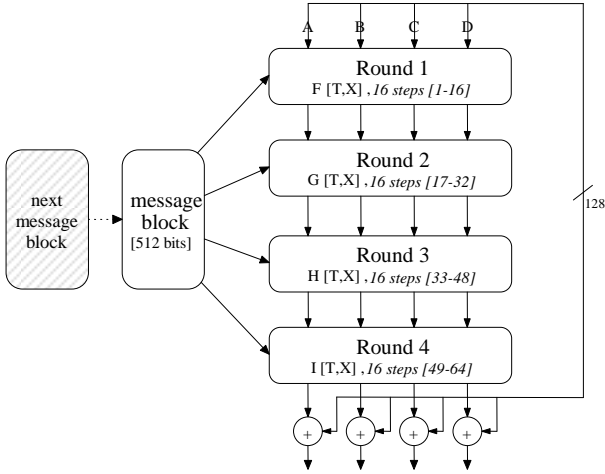 A B C D
Round 1
F [T,X] , 16 steps [1-16]
Round 2
G [T,X] , 16 steps [17-32]
next
message
block
message
block
[512 bits]
128
Round 3
H [T,X] , 16 steps [33-48]
Round 4
I [T,X] , 16 steps [49-64]
+ + + +